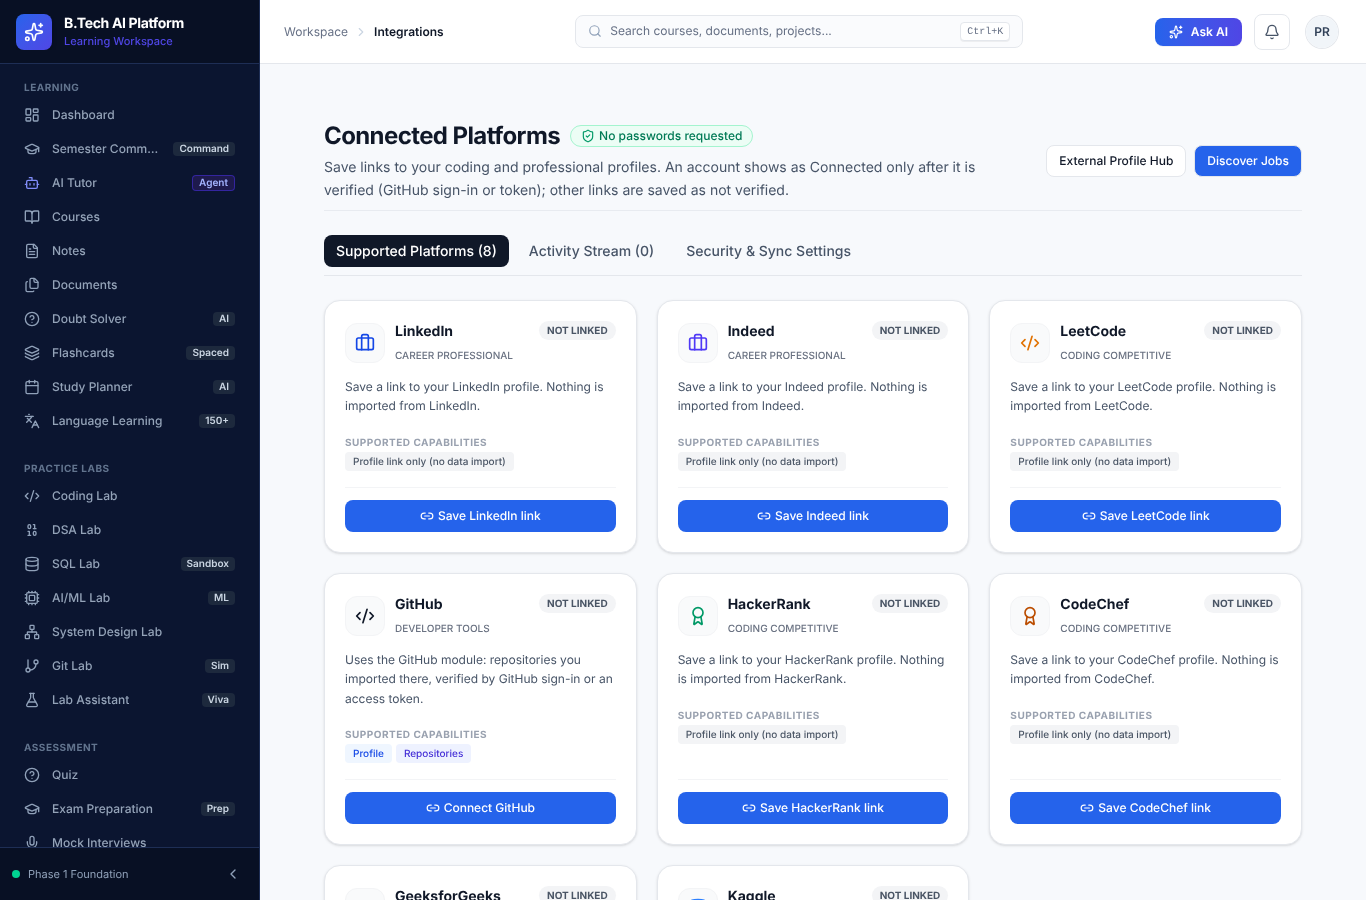 B.Tech AI Platform
Learning Workspace
LEARNING
Dashboard
Semester Comm... Command
AI Tutor Agent
Courses
Notes
Documents
Doubt Solver AI
Flashcards Spaced
Study Planner AI
Language Learning 150+
PRACTICE LABS
Coding Lab
DSA Lab
SQL Lab Sandbox
AI/ML Lab ML
System Design Lab
Git Lab Sim
Lab Assistant Viva
ASSESSMENT
Quiz
Exam Preparation Prep
Mock Interviews
Phase 1 Foundation
Workspace Integrations
Search courses, documents, projects... Ctrl+K
Ask AI
PR
Connected Platforms No passwords requested
Save links to your coding and professional profiles. An account shows as Connected only after it is
verified (GitHub sign-in or token); other links are saved as not verified.
External Profile Hub Discover Jobs
Supported Platforms (8) Activity Stream (0) Security & Sync Settings
LinkedIn NOT LINKED
CAREER PROFESSIONAL
Save a link to your LinkedIn profile. Nothing is
imported from LinkedIn.
SUPPORTED CAPABILITIES
Profile link only (no data import)
Save LinkedIn link
Indeed NOT LINKED
CAREER PROFESSIONAL
Save a link to your Indeed profile. Nothing is
imported from Indeed.
SUPPORTED CAPABILITIES
Profile link only (no data import)
Save Indeed link
LeetCode NOT LINKED
CODING COMPETITIVE
Save a link to your LeetCode profile. Nothing is
imported from LeetCode.
SUPPORTED CAPABILITIES
Profile link only (no data import)
Save LeetCode link
GitHub NOT LINKED
DEVELOPER TOOLS
Uses the GitHub module: repositories you
imported there, verified by GitHub sign-in or an
access token.
SUPPORTED CAPABILITIES
Profile Repositories
Connect GitHub
HackerRank NOT LINKED
CODING COMPETITIVE
Save a link to your HackerRank profile. Nothing
is imported from HackerRank.
SUPPORTED CAPABILITIES
Profile link only (no data import)
Save HackerRank link
CodeChef NOT LINKED
CODING COMPETITIVE
Save a link to your CodeChef profile. Nothing is
imported from CodeChef.
SUPPORTED CAPABILITIES
Profile link only (no data import)
Save CodeChef link
GeeksforGeeks NOT LINKED
Kaggle NOT LINKED